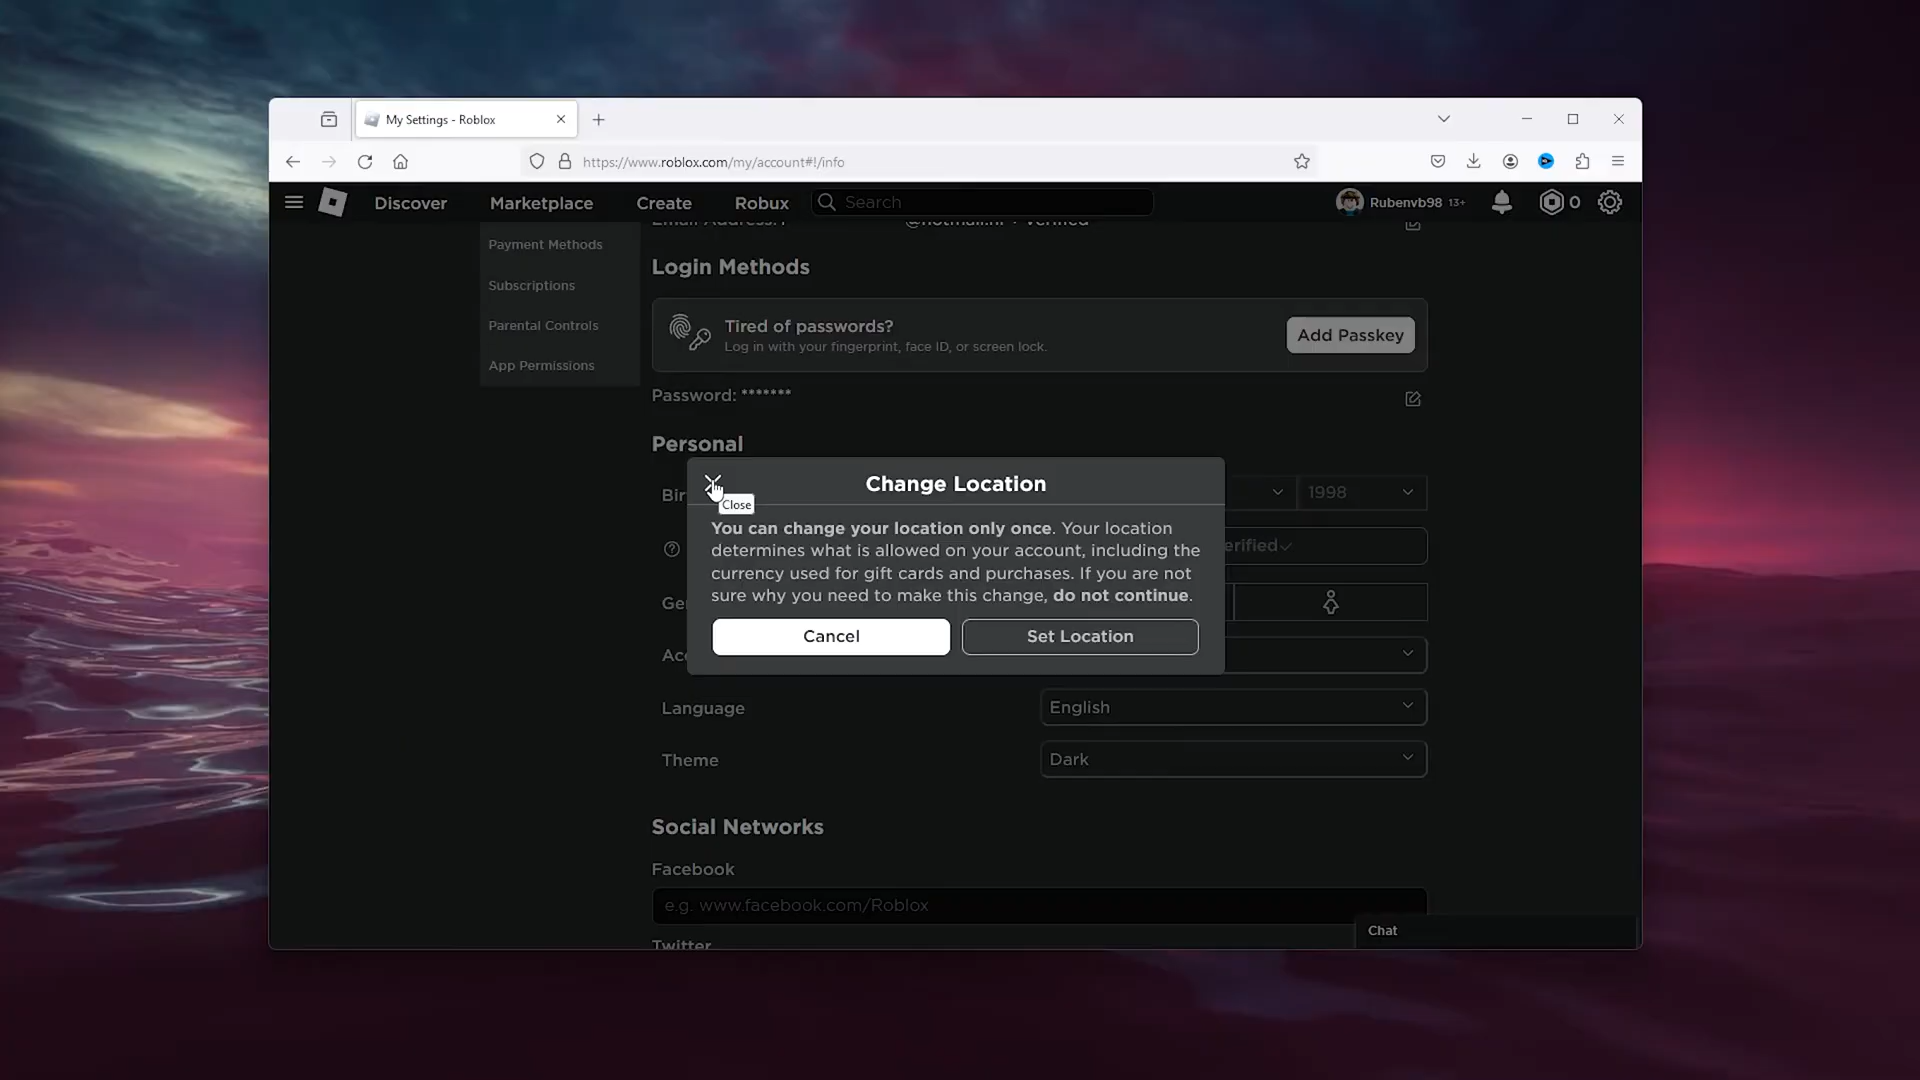 My Settings - Roblox
https://www.roblox.com/my/account#!/info
Discover
Marketplace
Create
Robux
Search
Rubenvb98 13+
0
Payment Methods
Subscriptions
Parental Controls
App Permissions
Login Methods
Tired of passwords?
Log in with your fingerprint, face ID, or screen lock.
Add Passkey
Password: *******
Personal
Bir
1998
erified
Ge
Acc
Change Location
Close
You can change your location only once. Your location
determines what is allowed on your account, including the
currency used for gift cards and purchases. If you are not
sure why you need to make this change, do not continue.
Cancel
Set Location
Language
English
Theme
Dark
Social Networks
Facebook
e.g. www.facebook.com/Roblox
Twitter
Chat